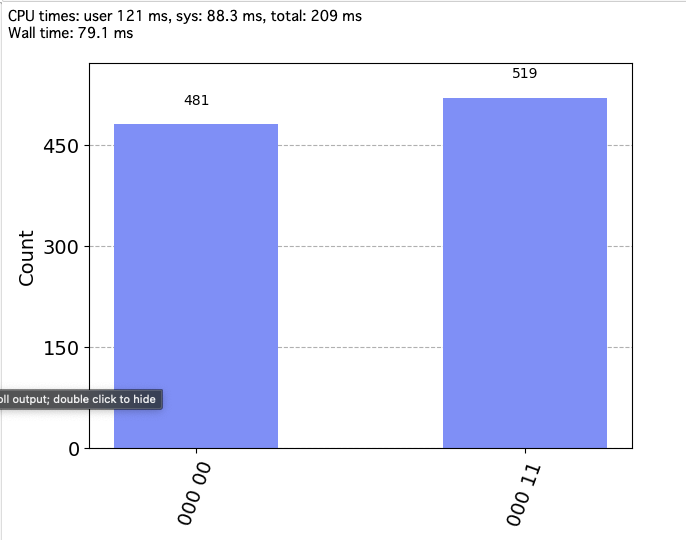 CPU times: user 121 ms, sys: 88.3 ms, total: 209 ms
Wall time: 79.1 ms
481
519
450
300
150
0
Count
oll output; double click to hide
000 00
000 11